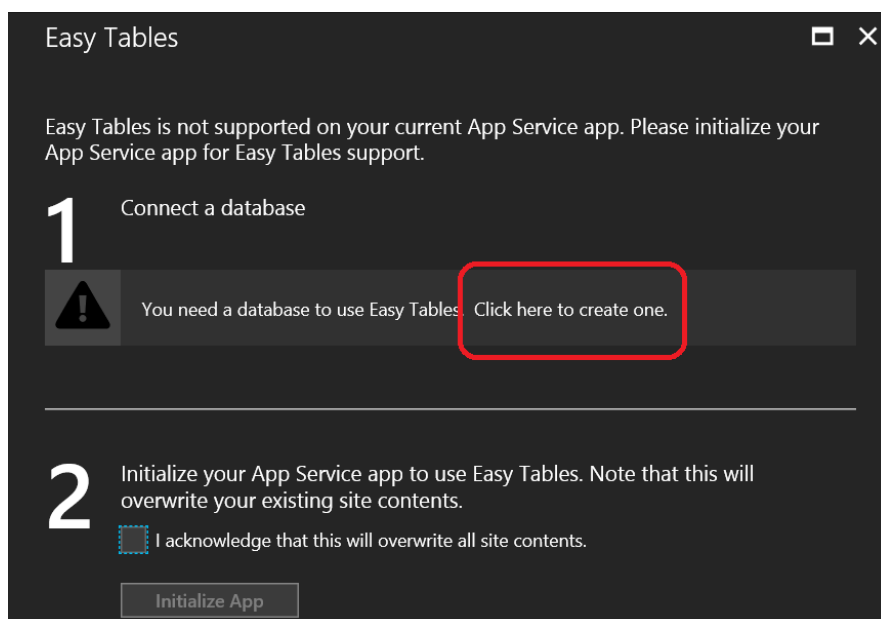 Easy Tables
Easy Tables is not supported on your current App Service app. Please initialize your
App Service app for Easy Tables support.
1
Connect a database
You need a database to use Easy Tables. Click here to create one.
2
Initialize your App Service app to use Easy Tables. Note that this will
overwrite your existing site contents.
I acknowledge that this will overwrite all site contents.
Initialize App